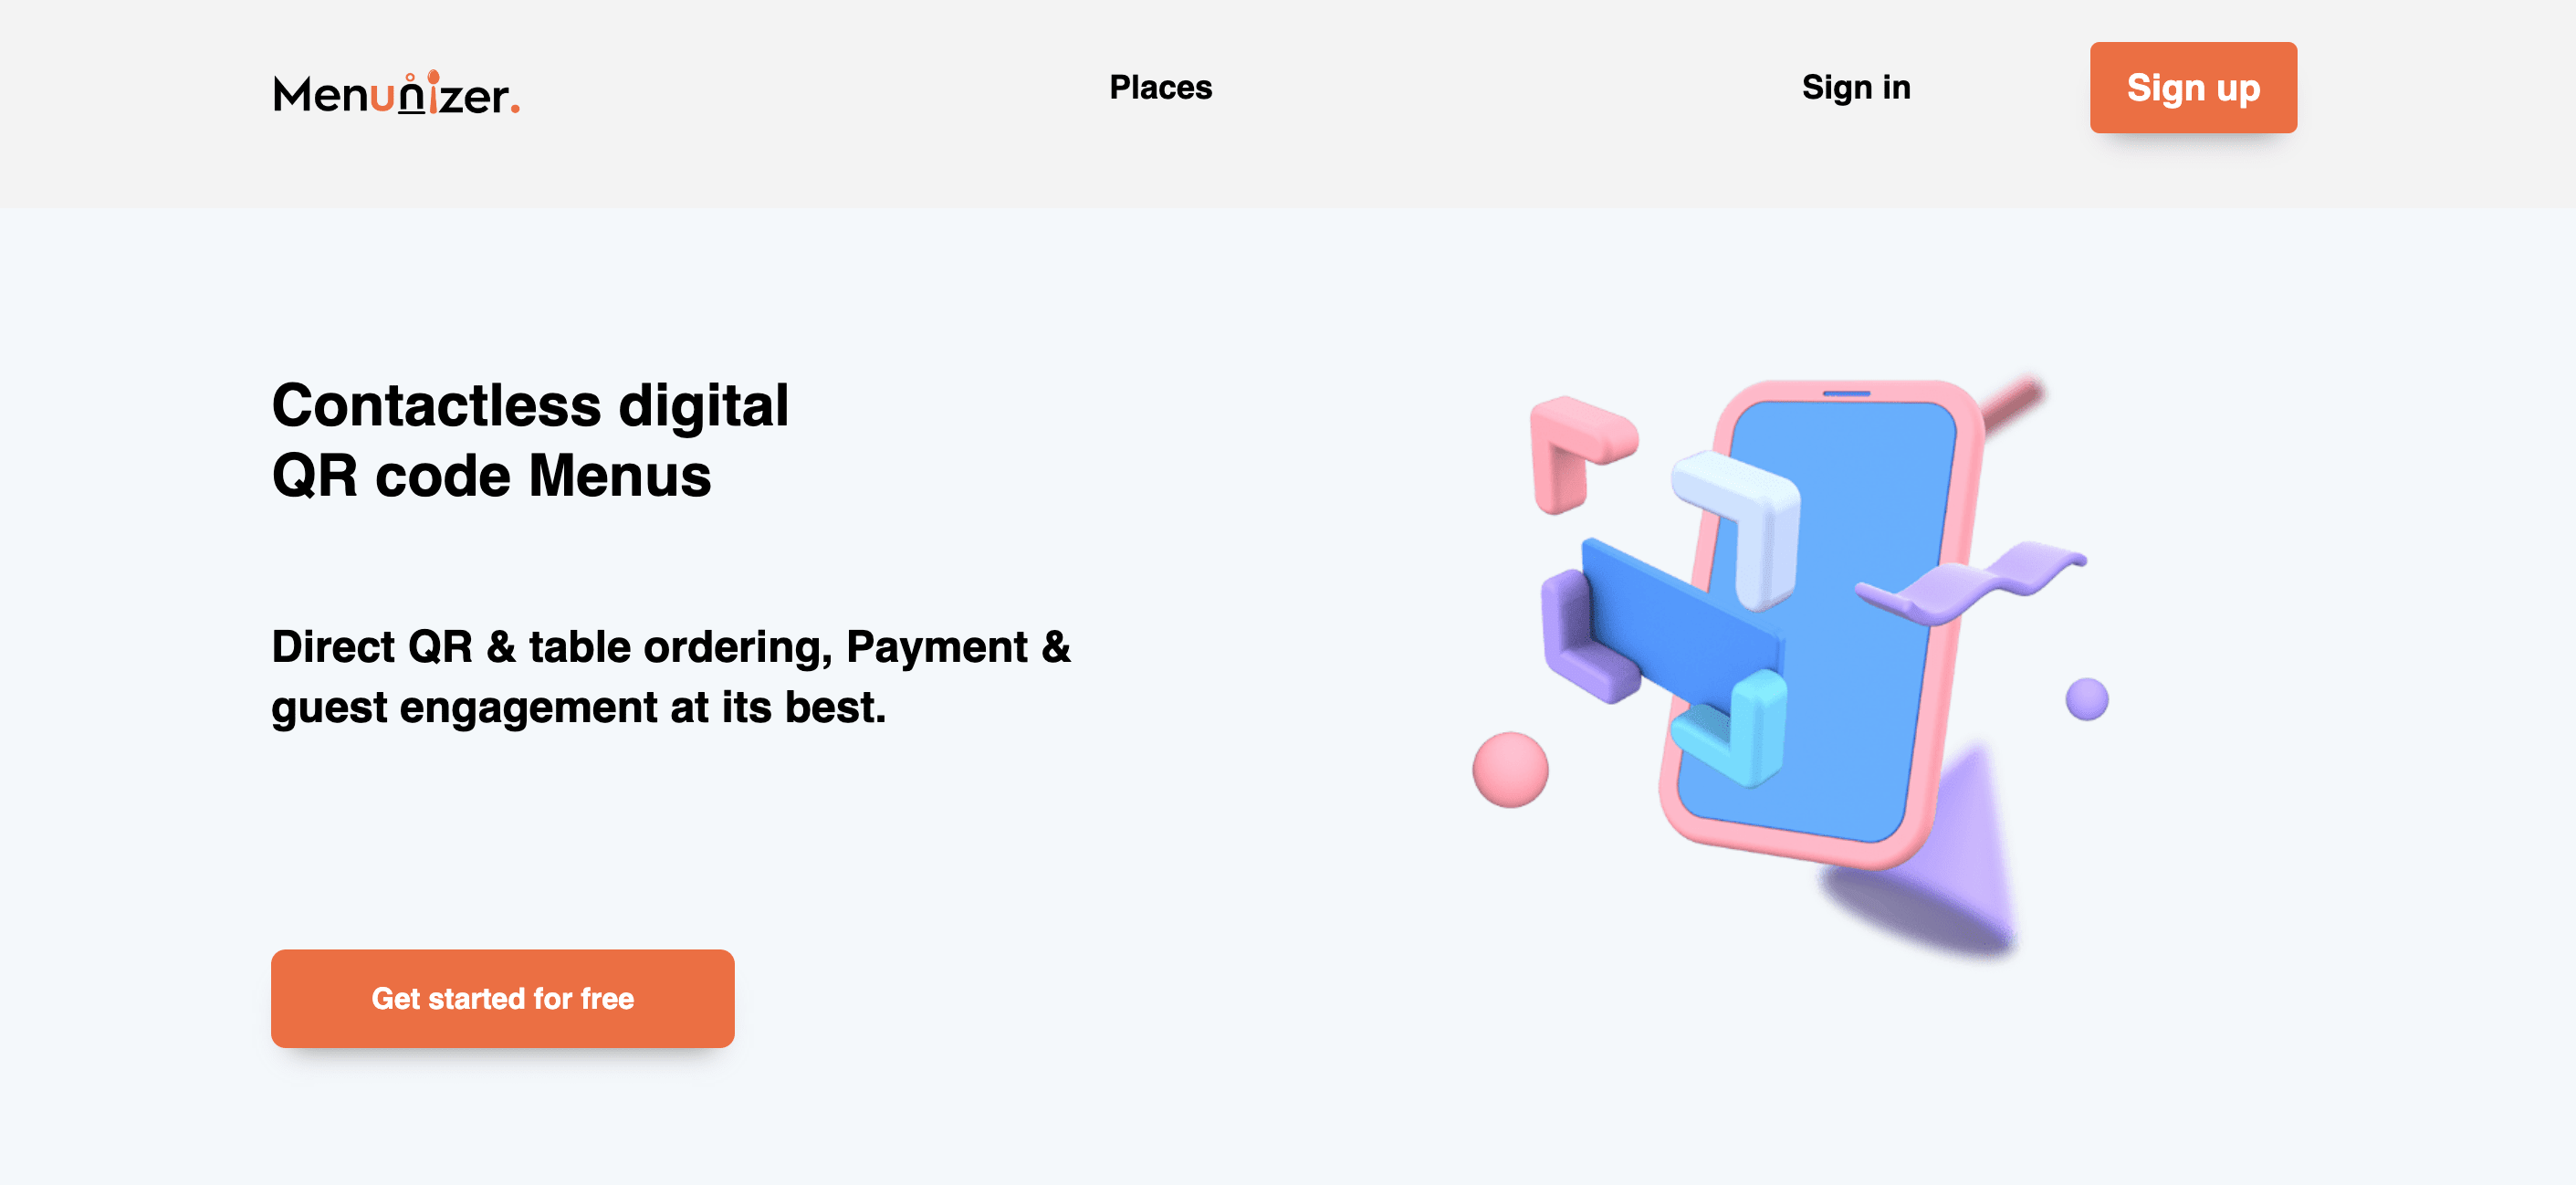 Menunizer.
Places
Sign in
Sign up
Contactless digital
QR code Menus
Direct QR & table ordering, Payment &
guest engagement at its best.
Get started for free